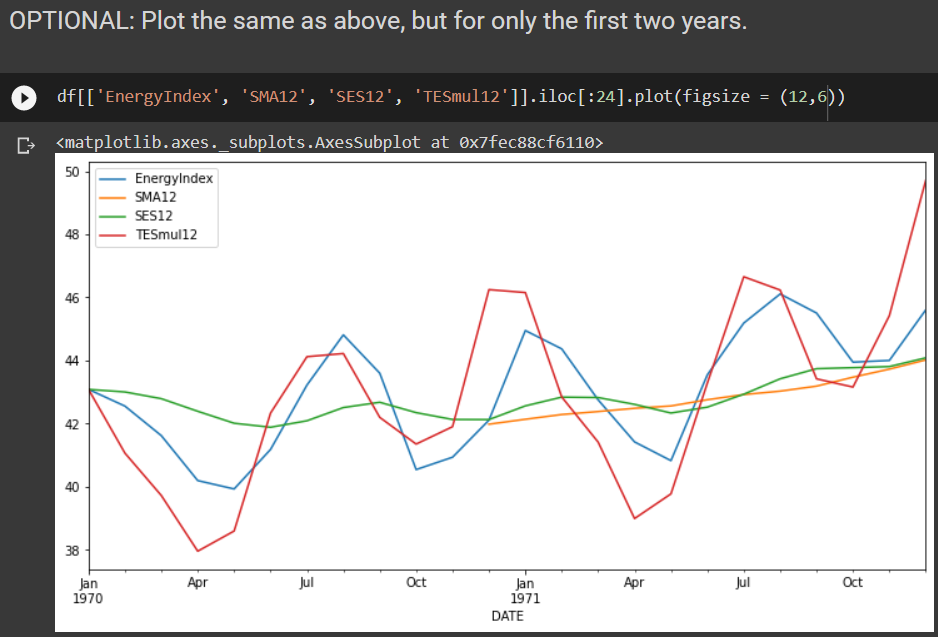 OPTIONAL: Plot the same as above, but for only the first two years.
df[['EnergyIndex', 'SMA12', 'SES12', 'TESmul12']].iloc[:24].plot(figsize = (12,6))
<matplotlib.axes._subplots.AxesSubplot at 0x7fec88cf6110>
50
EnergyIndex
SMA12
SES12
TESmul12
48
46
44
42
40
38
Jan Apr Jul Oct Jan Apr Jul Oct
1970 1971
DATE